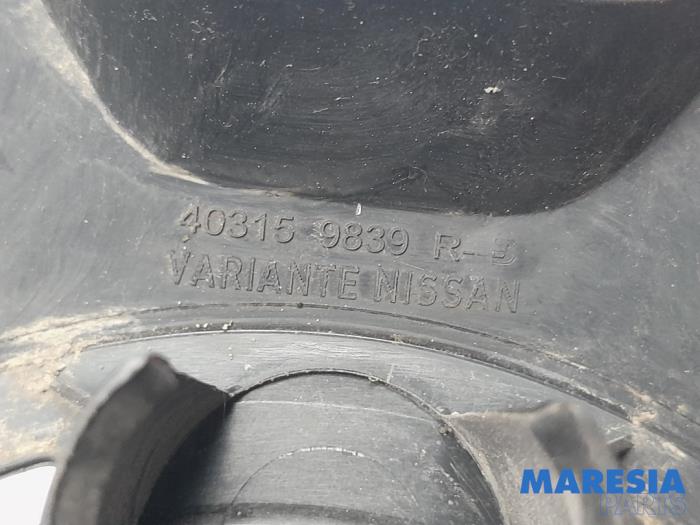 40315 9839 R--B
VARIANTE NISSAN
MARESIA
PARTS